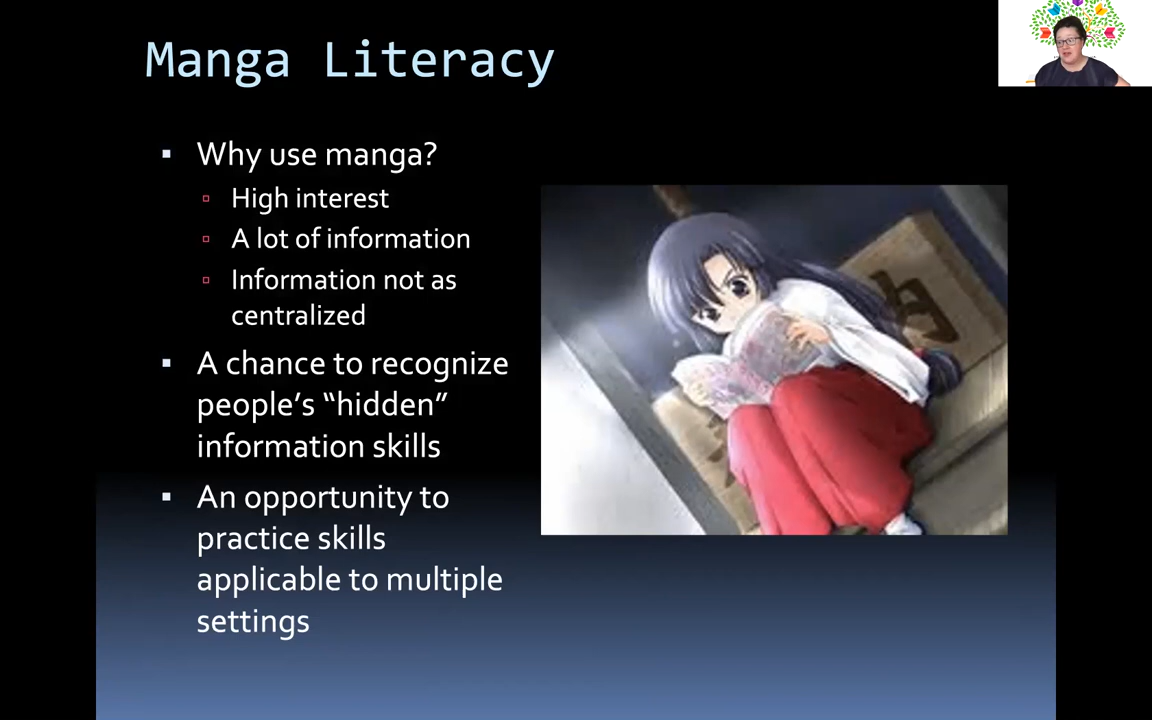 Manga Literacy
▪ Why use manga?
▫ High interest
▫ A lot of information
▫ Information not as
centralized
▪ A chance to recognize
people's “hidden”
information skills
▪ An opportunity to
practice skills
applicable to multiple
settings